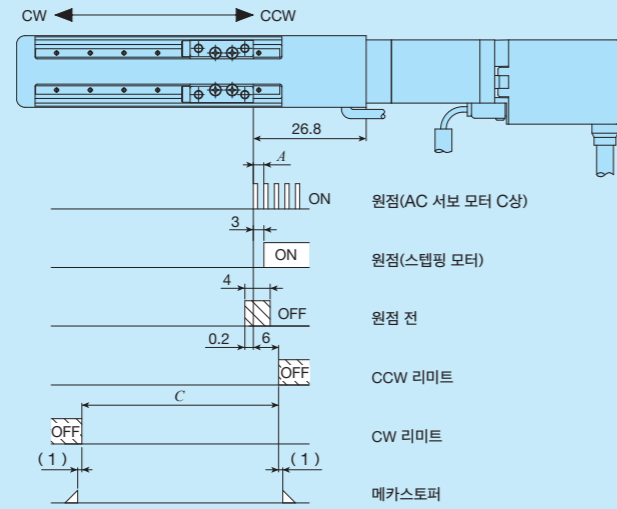 CW CCW
26.8
A
ON 원점(AC 서보 모터 C상)
3
ON 원점(스텝핑 모터)
4
OFF 원점 전
0.2 6
OFF CCW 리미트
C
OFF CW 리미트
( 1 ) ( 1 )
메카스토퍼